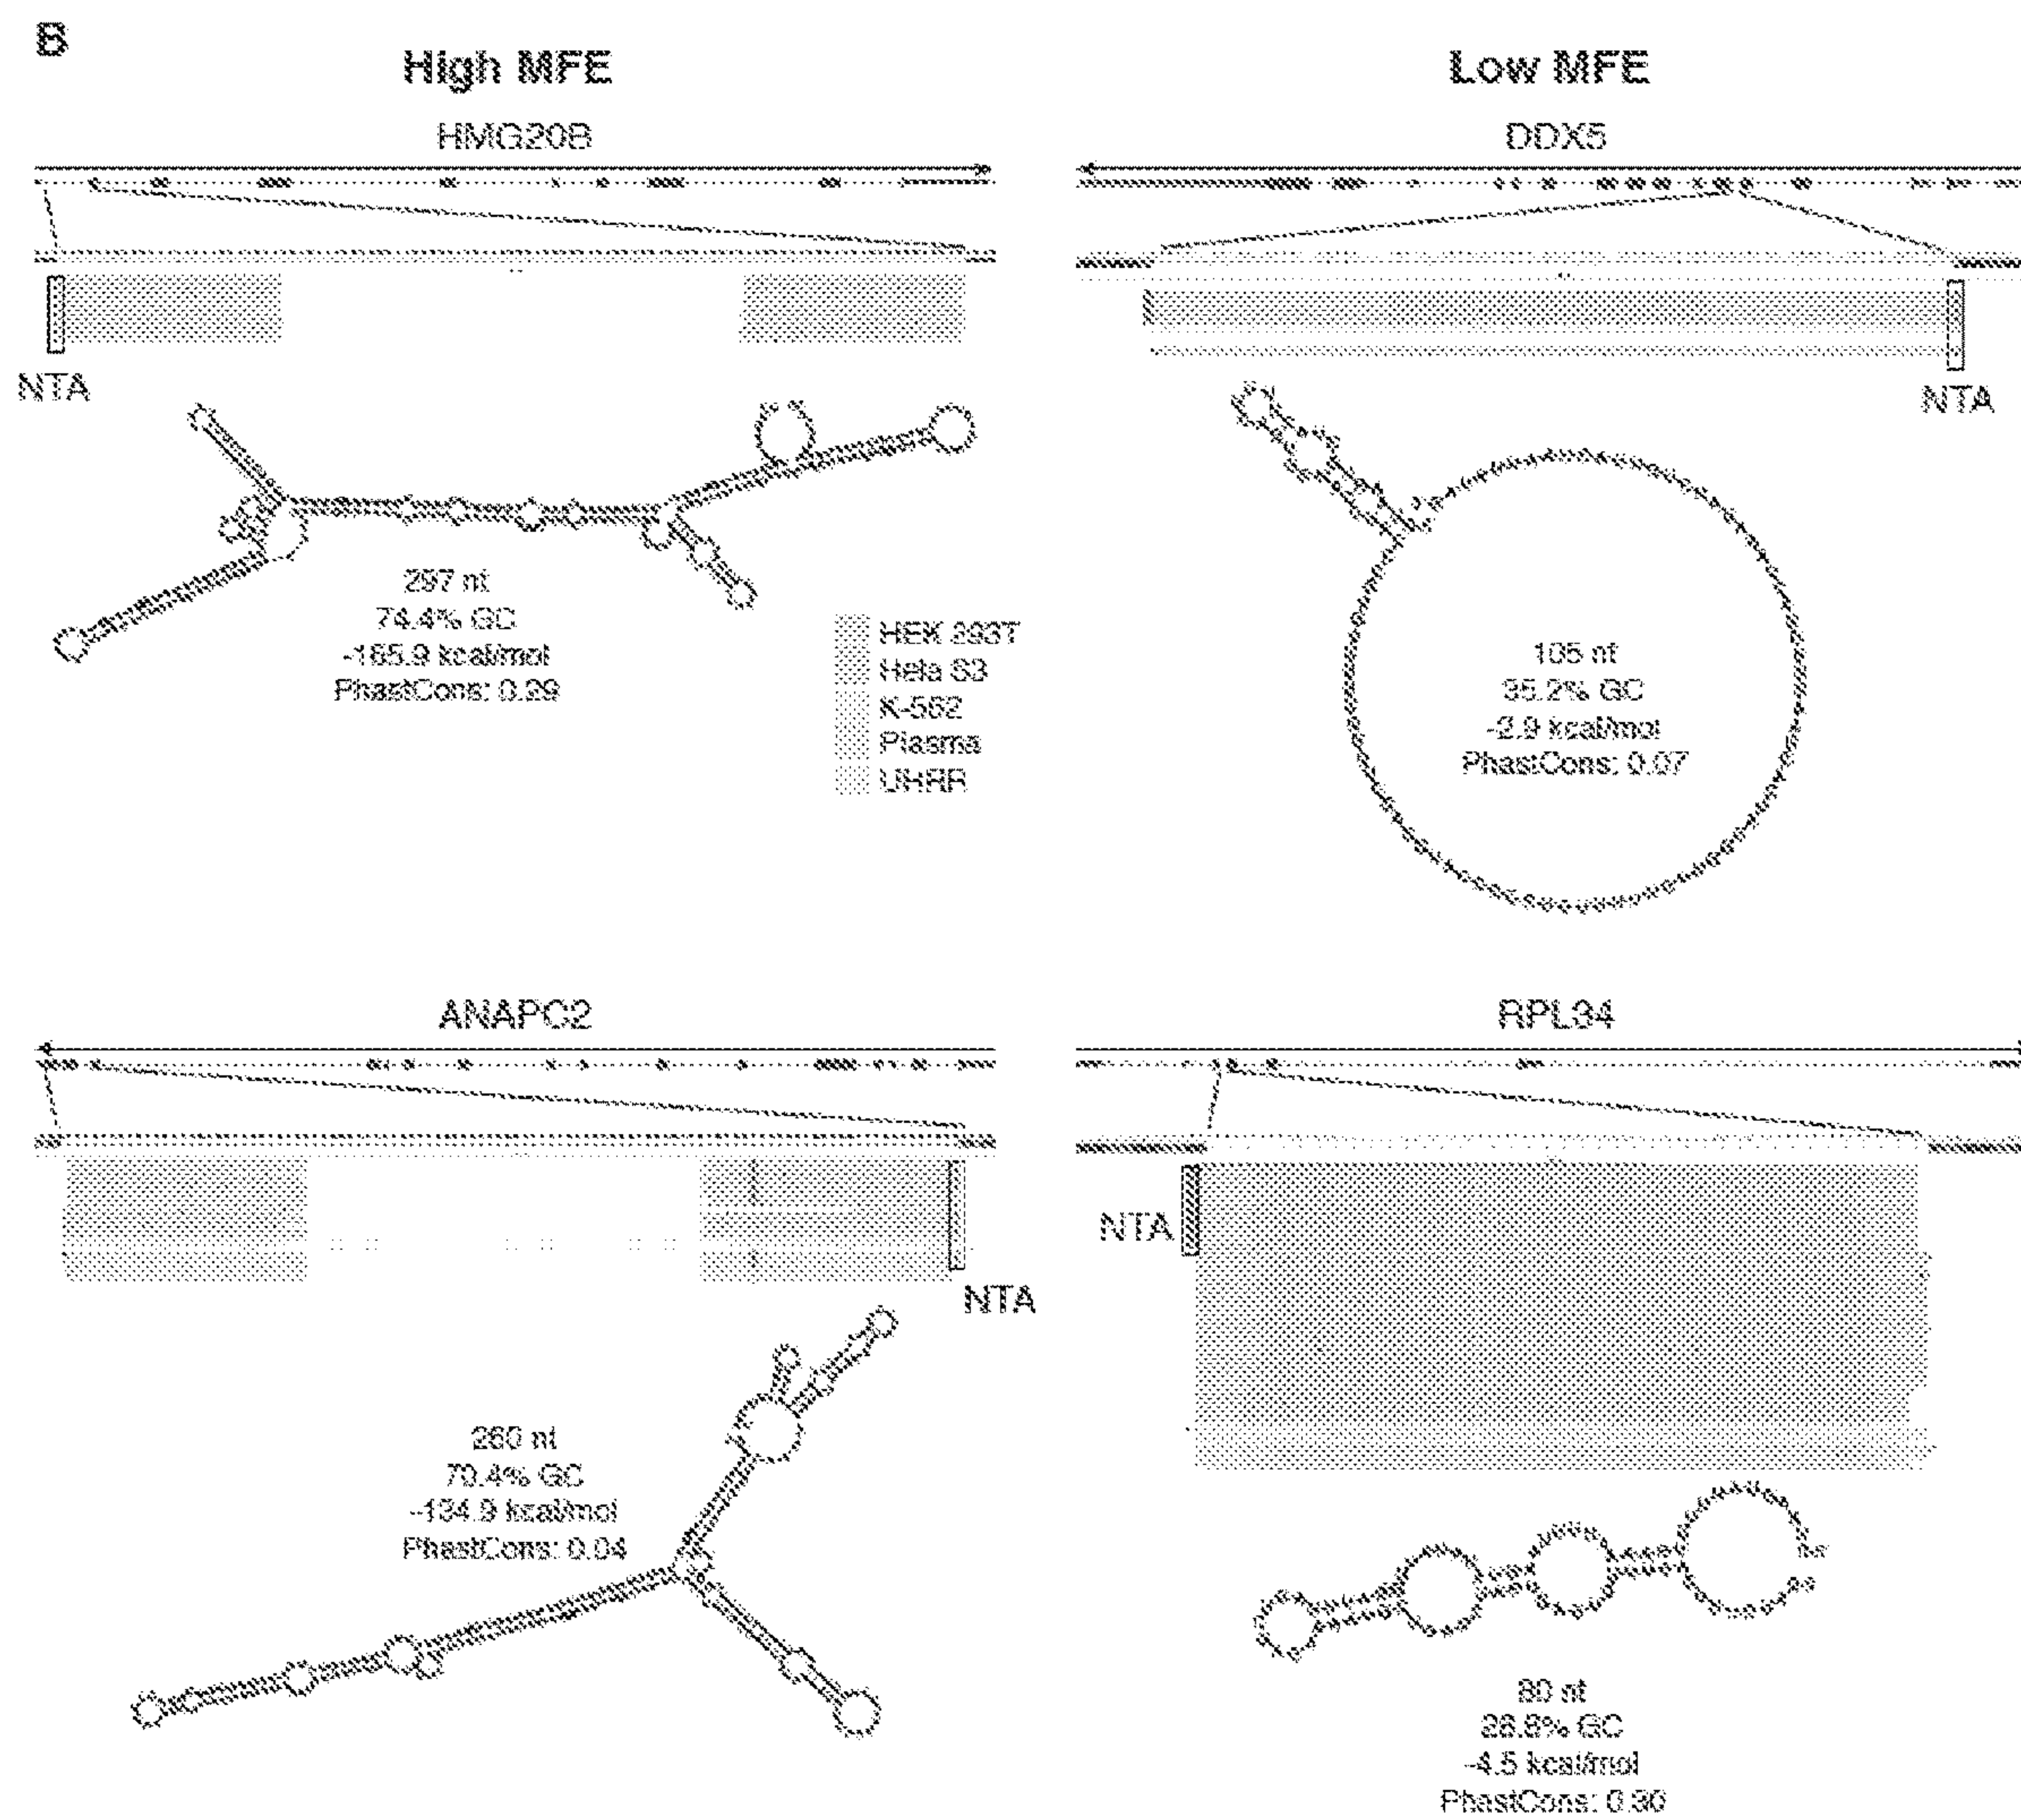 B
High MFE
HMG20B
NTA
297 nt
74.4% GC
-165.9 kcal/mol
PhastCons: 0.29
HEK 293T
Hela S3
K-562
Plasma
UHRR
Low MFE
DDX5
NTA
105 nt
35.2% GC
-2.9 kcal/mol
PhastCons: 0.07
ANAPC2
NTA
260 nt
70.4% GC
-134.9 kcal/mol
PhastCons: 0.04
RPL34
NTA
80 nt
28.8% GC
-4.5 kcal/mol
PhastCons: